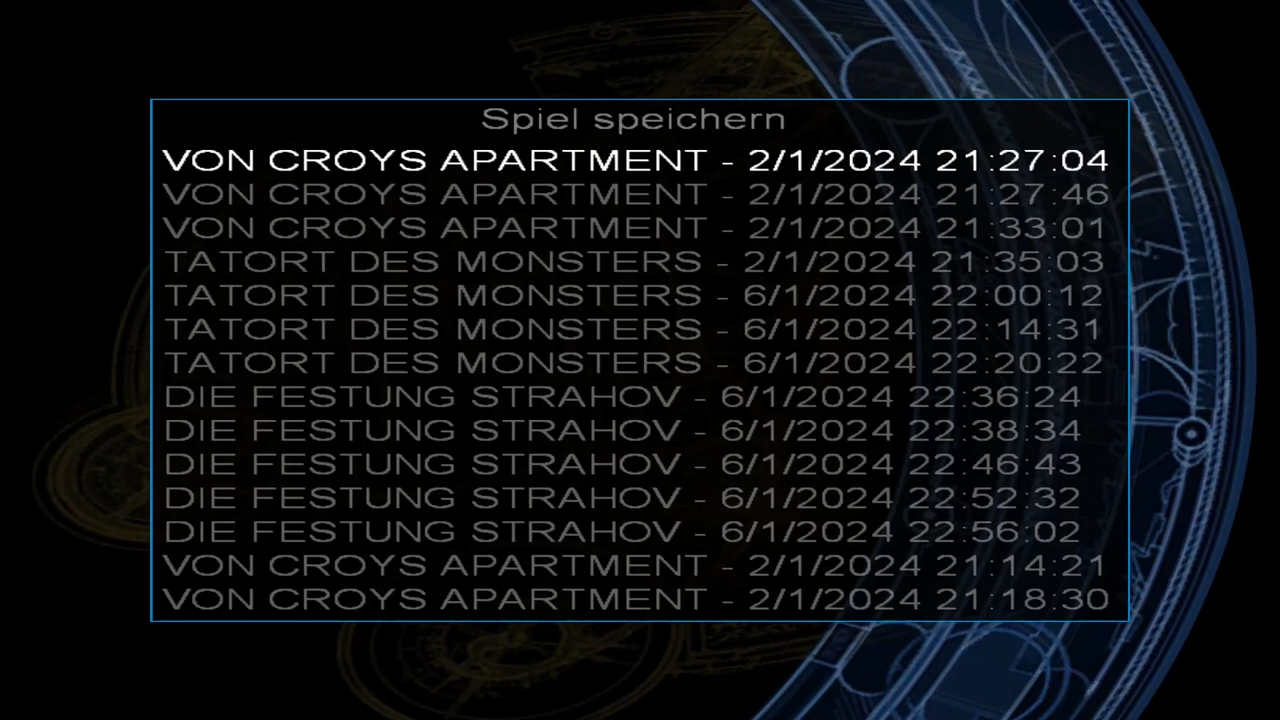 Spiel speichern
VON CROYS APARTMENT - 2/1/2024 21:27:04
VON CROYS APARTMENT - 2/1/2024 21:27:46
VON CROYS APARTMENT - 2/1/2024 21:33:01
TATORT DES MONSTERS - 2/1/2024 21:35:03
TATORT DES MONSTERS - 6/1/2024 22:00:12
TATORT DES MONSTERS - 6/1/2024 22:14:31
TATORT DES MONSTERS - 6/1/2024 22:20:22
DIE FESTUNG STRAHOV - 6/1/2024 22:36:24
DIE FESTUNG STRAHOV - 6/1/2024 22:38:34
DIE FESTUNG STRAHOV - 6/1/2024 22:46:43
DIE FESTUNG STRAHOV - 6/1/2024 22:52:32
DIE FESTUNG STRAHOV - 6/1/2024 22:56:02
VON CROYS APARTMENT - 2/1/2024 21:14:21
VON CROYS APARTMENT - 2/1/2024 21:18:30